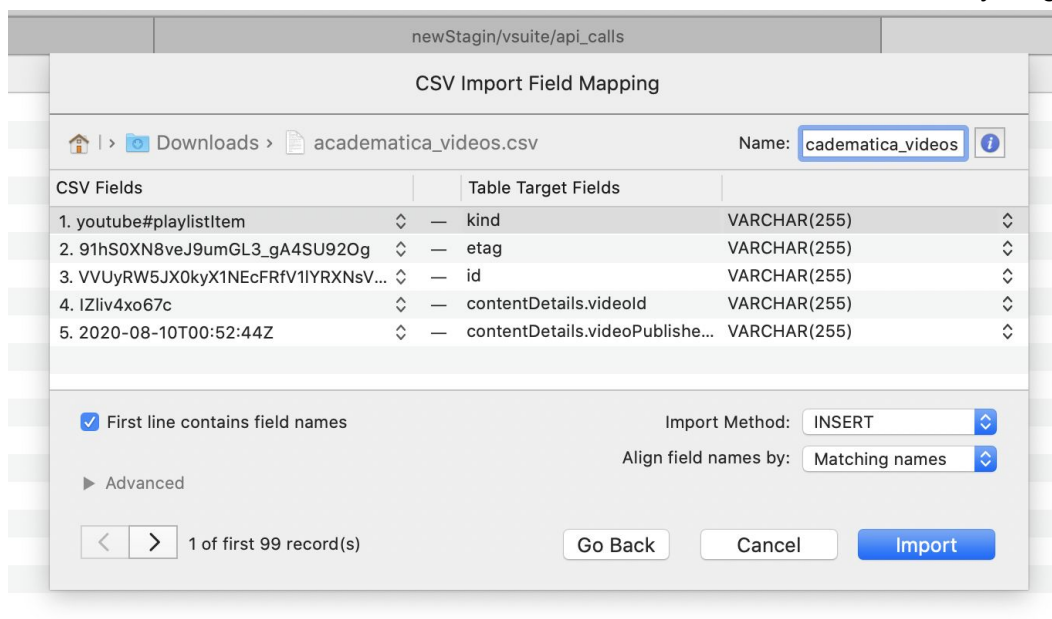 newStagin/vsuite/api_calls
CSV Import Field Mapping
Downloads › academatica_videos.csv Name: cadematica_videos
CSV Fields Table Target Fields
1. youtube#playlistItem — kind VARCHAR(255)
2. 91hS0XN8veJ9umGL3_gA4SU92Og — etag VARCHAR(255)
3. VVUyRW5JX0kyX1NEcFRfV1lYRXNsV... — id VARCHAR(255)
4. IZliv4xo67c — contentDetails.videoId VARCHAR(255)
5. 2020-08-10T00:52:44Z — contentDetails.videoPublishe... VARCHAR(255)
First line contains field names Import Method: INSERT
Align field names by: Matching names
Advanced
1 of first 99 record(s) Go Back Cancel Import